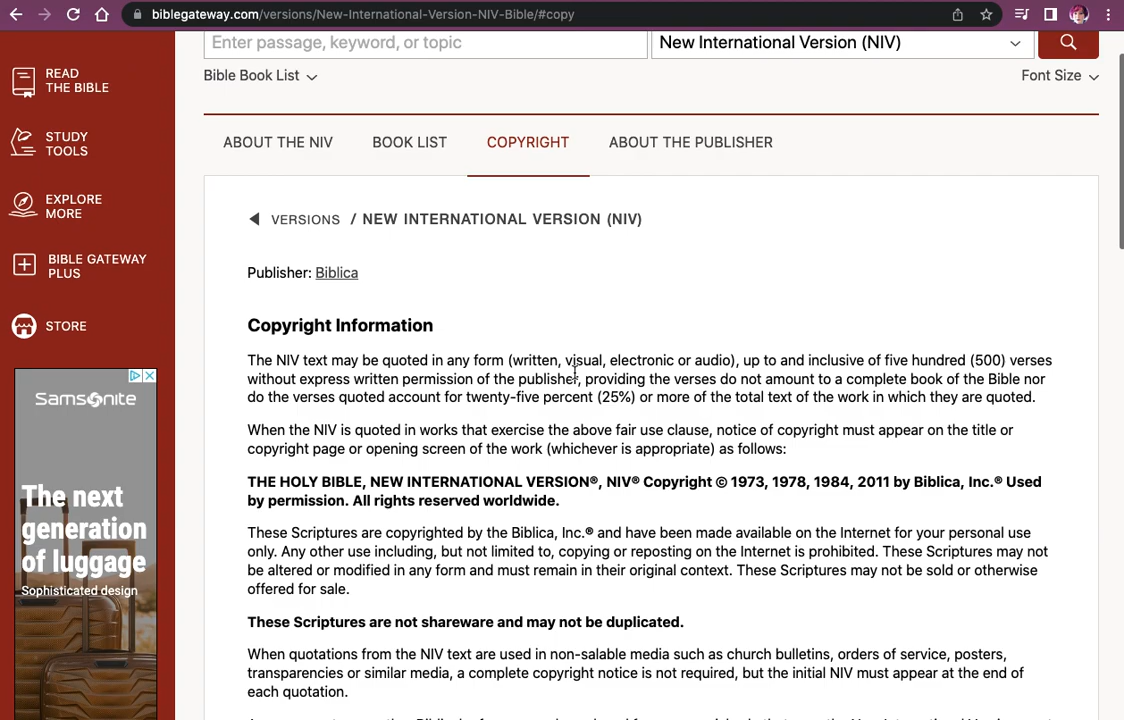 biblegateway.com/versions/New-International-Version-NIV-Bible/#copy
Enter passage, keyword, or topic
New International Version (NIV)
Bible Book List
Font Size
READ
THE BIBLE
STUDY
TOOLS
EXPLORE
MORE
BIBLE GATEWAY
PLUS
STORE
Samsonite
The next
generation
of luggage
Sophisticated design
ABOUT THE NIV
BOOK LIST
COPYRIGHT
ABOUT THE PUBLISHER
VERSIONS / NEW INTERNATIONAL VERSION (NIV)
Publisher: Biblica
Copyright Information
The NIV text may be quoted in any form (written, visual, electronic or audio), up to and inclusive of five hundred (500) verses
without express written permission of the publisher, providing the verses do not amount to a complete book of the Bible nor
do the verses quoted account for twenty-five percent (25%) or more of the total text of the work in which they are quoted.
When the NIV is quoted in works that exercise the above fair use clause, notice of copyright must appear on the title or
copyright page or opening screen of the work (whichever is appropriate) as follows:
THE HOLY BIBLE, NEW INTERNATIONAL VERSION®, NIV® Copyright © 1973, 1978, 1984, 2011 by Biblica, Inc.® Used
by permission. All rights reserved worldwide.
These Scriptures are copyrighted by the Biblica, Inc.® and have been made available on the Internet for your personal use
only. Any other use including, but not limited to, copying or reposting on the Internet is prohibited. These Scriptures may not
be altered or modified in any form and must remain in their original context. These Scriptures may not be sold or otherwise
offered for sale.
These Scriptures are not shareware and may not be duplicated.
When quotations from the NIV text are used in non-salable media such as church bulletins, orders of service, posters,
transparencies or similar media, a complete copyright notice is not required, but the initial NIV must appear at the end of
each quotation.